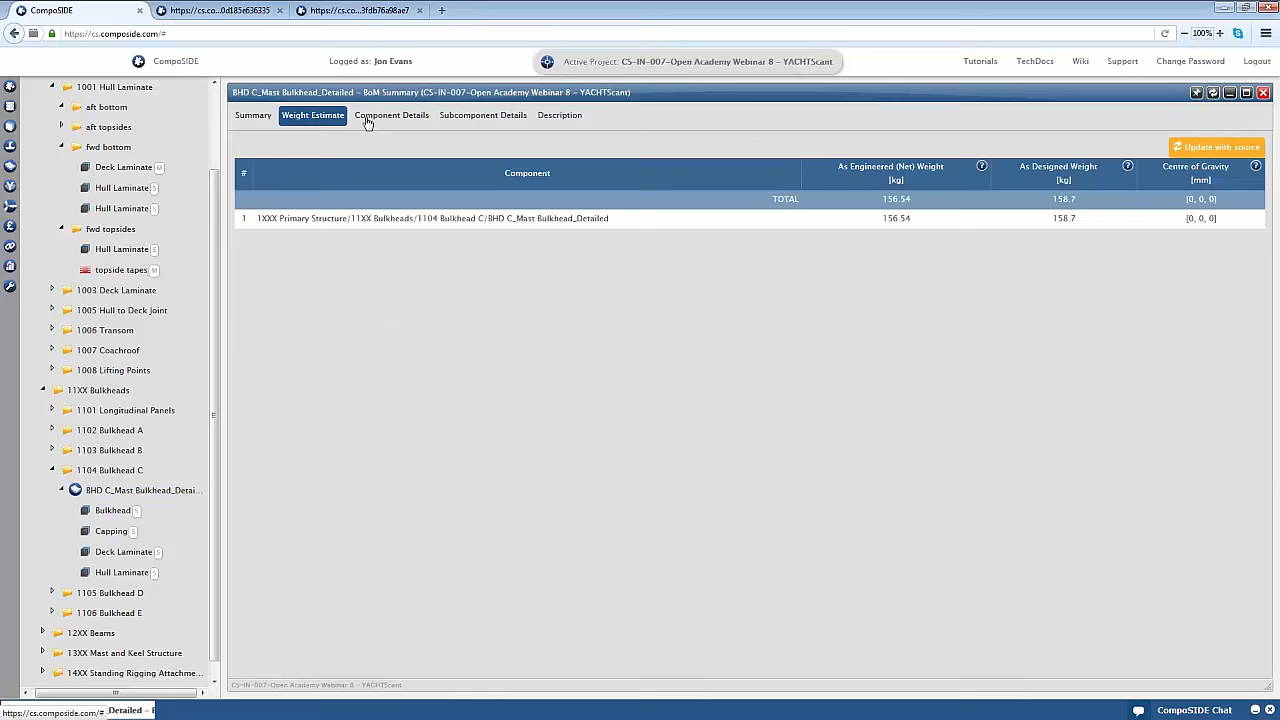 CompoSIDE
https://cs.co...0d185e636335
https://cs.co...3fdb76a98ae7
https://cs.composide.com/#
100%
CompoSIDE
Logged as: Jon Evans
Active Project: CS-IN-007-Open Academy Webinar 8 - YACHTScant
Tutorials
TechDocs
Wiki
Support
Change Password
Logout
1001 Hull Laminate
aft bottom
aft topsides
fwd bottom
Deck Laminate M
Hull Laminate S
Hull Laminate S
fwd topsides
Hull Laminate S
topside tapes M
1003 Deck Laminate
1005 Hull to Deck Joint
1006 Transom
1007 Coachroof
1008 Lifting Points
11XX Bulkheads
1101 Longitudinal Panels
1102 Bulkhead A
1103 Bulkhead B
1104 Bulkhead C
BHD C_Mast Bulkhead_Detai...
Bulkhead S
Capping S
Deck Laminate S
Hull Laminate S
1105 Bulkhead D
1106 Bulkhead E
12XX Beams
13XX Mast and Keel Structure
14XX Standing Rigging Attachme...
BHD C_Mast Bulkhead_Detailed - BoM Summary (CS-IN-007-Open Academy Webinar 8 - YACHTScant)
Summary
Weight Estimate
Component Details
Subcomponent Details
Description
Update with source
# Component As Engineered (Net) Weight [kg] As Designed Weight [kg] Centre of Gravity [mm]
TOTAL 156.54 158.7 [0, 0, 0]
1 1XXX Primary Structure/11XX Bulkheads/1104 Bulkhead C/BHD C_Mast Bulkhead_Detailed 156.54 158.7 [0, 0, 0]
CS-IN-007-Open Academy Webinar 8 - YACHTScant
https://cs.composide.com/#
Detailed -
CompoSIDE Chat